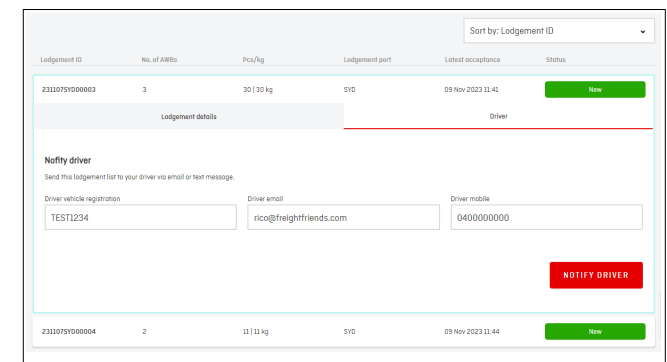 Sort by: Lodgement ID
Lodgement ID No. of AWBs Pcs/kg Lodgement port Latest acceptance Status
231107SYD00003 3 30 | 30 kg SYD 09 Nov 2023 11:41 New
Lodgement details Driver
Nofity driver
Send this lodgement list to your driver via email or text message.
Driver vehicle registration Driver email Driver mobile
TEST1234 rico@freightfriends.com 0400000000
NOTIFY DRIVER
231107SYD00004 2 11 | 11 kg SYD 09 Nov 2023 11:44 New